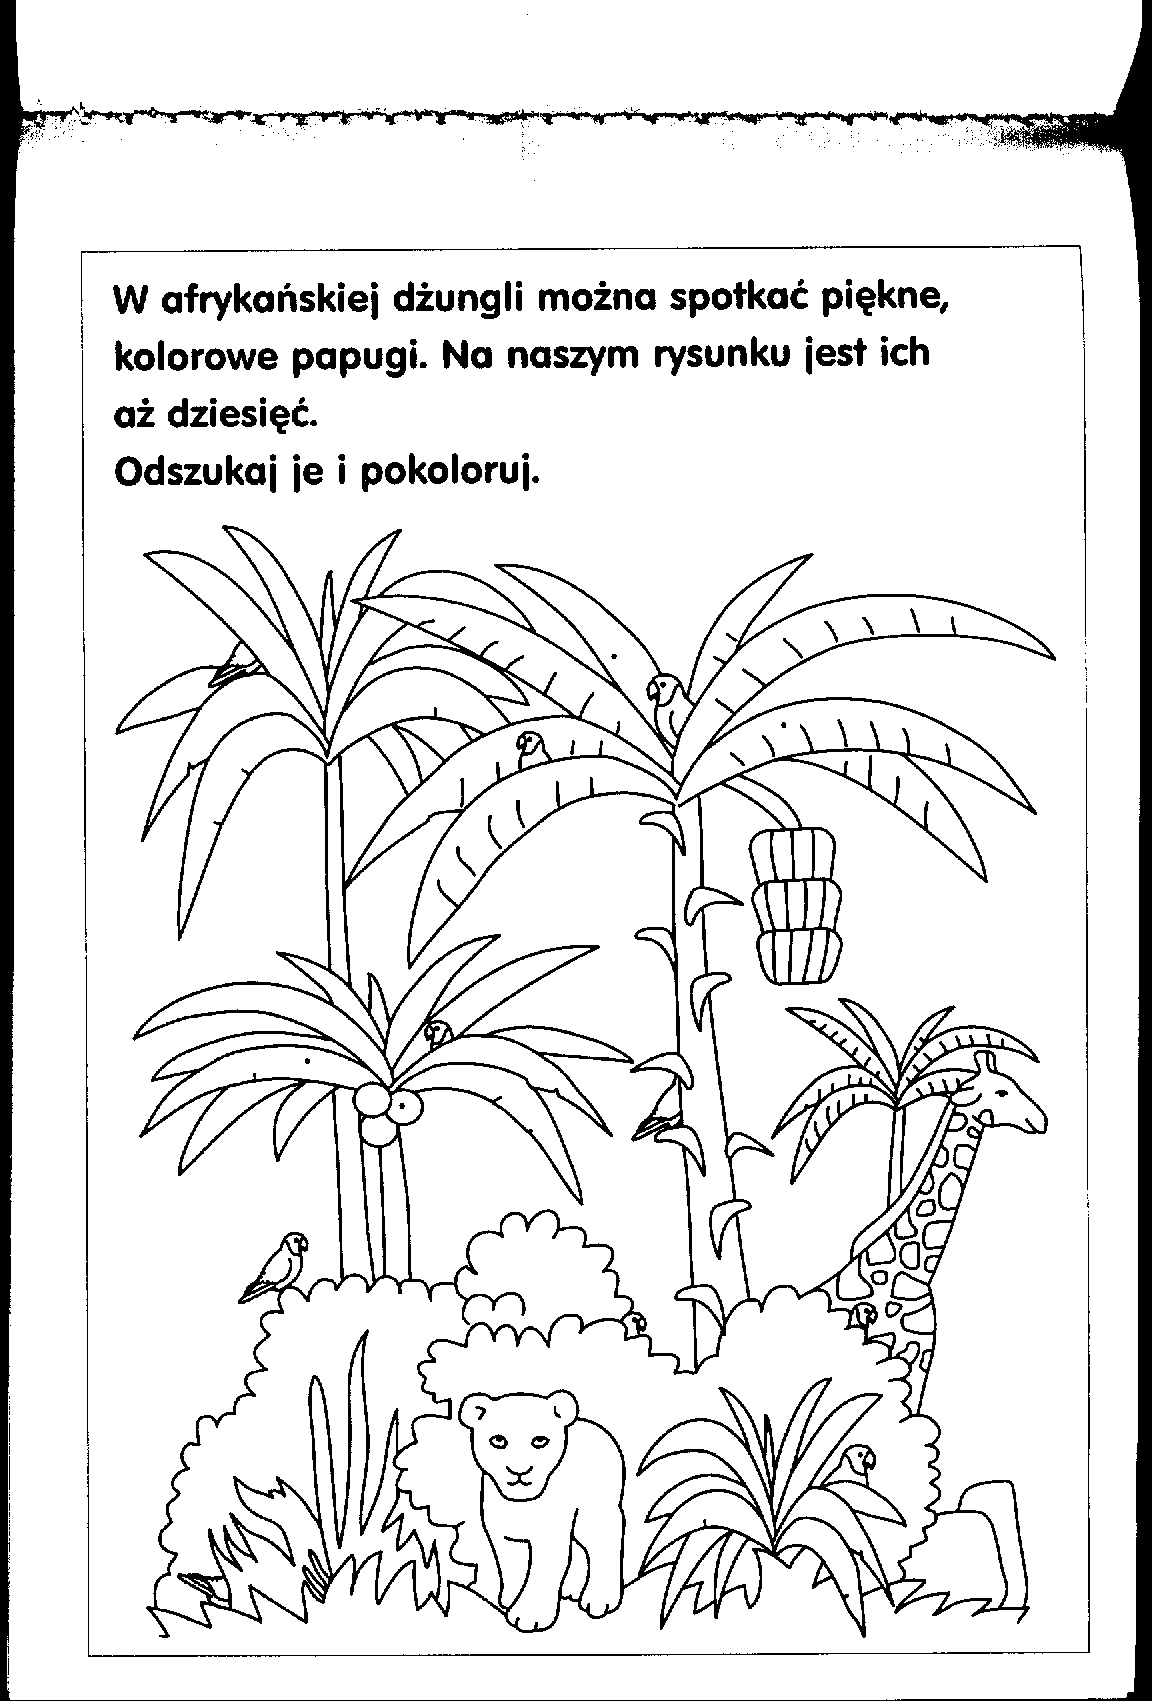 W afrykańskiej dżungli można spotkać piękne,
kolorowe papugi. Na naszym rysunku jest ich
aż dziesięć.
Odszukaj je i pokoloruj.